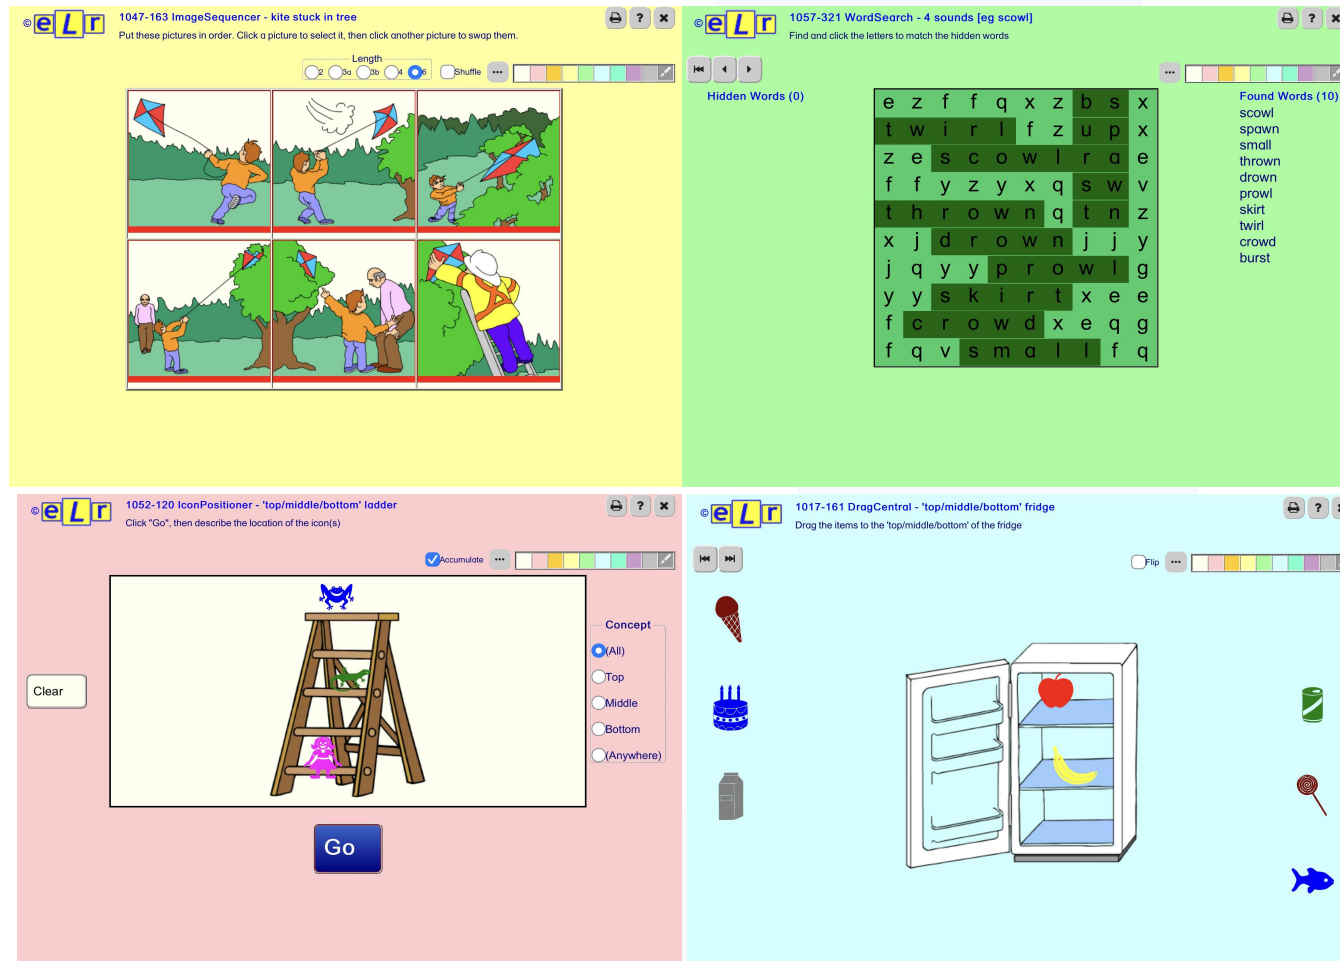 © eLr
1047-163 ImageSequencer - kite stuck in tree
Put these pictures in order. Click a picture to select it, then click another picture to swap them.
? ×
Length
2 3a 3b 4 6 Shuffle ...
© eLr
1057-321 WordSearch - 4 sounds [eg scowl]
Find and click the letters to match the hidden words
?
...
Hidden Words (0)
e z f f q x z b s x
t w i r l f z u p x
z e s c o w l r a e
f f y z y x q s w v
t h r o w n q t n z
x j d r o w n j j y
j q y y p r o w l g
y y s k i r t x e e
f c r o w d x e q g
f q v s m a l l f q
Found Words (10)
scowl
spawn
small
thrown
drown
prowl
skirt
twirl
crowd
burst
© eLr
1052-120 IconPositioner - 'top/middle/bottom' ladder
Click "Go", then describe the location of the icon(s)
? ×
Accumulate ...
Clear
Concept
(All)
Top
Middle
Bottom
(Anywhere)
Go
© eLr
1017-161 DragCentral - 'top/middle/bottom' fridge
Drag the items to the 'top/middle/bottom' of the fridge
?
Flip ...